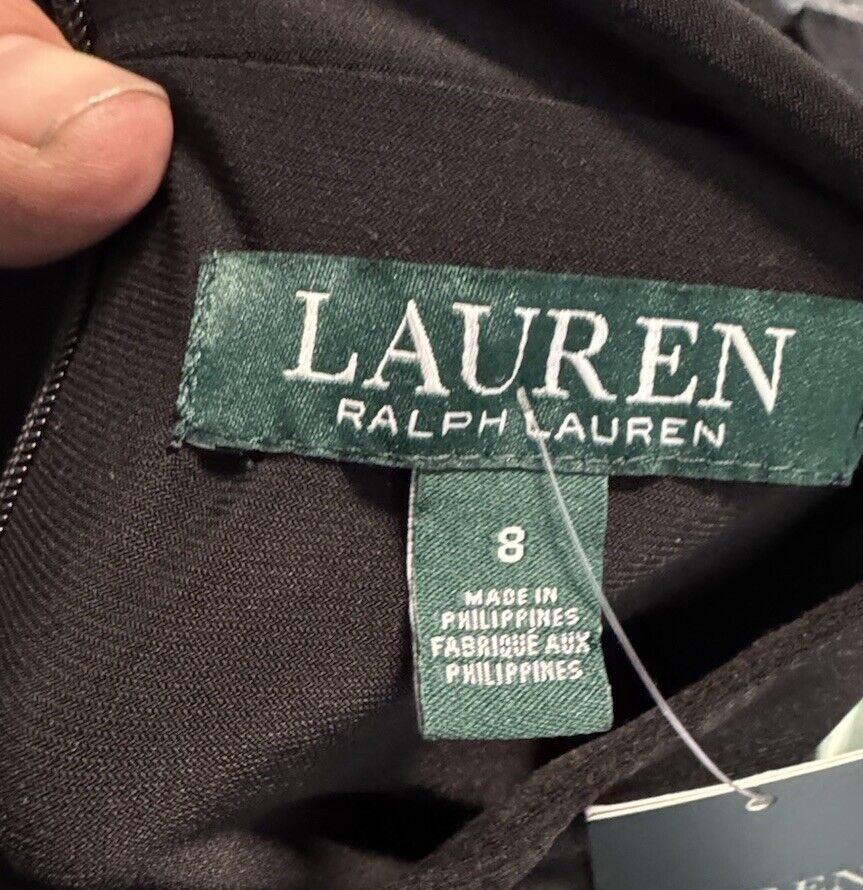 LAUREN
RALPH LAUREN
8
MADE IN
PHILIPPINES
FABRIQUE AUX
PHILIPPINES